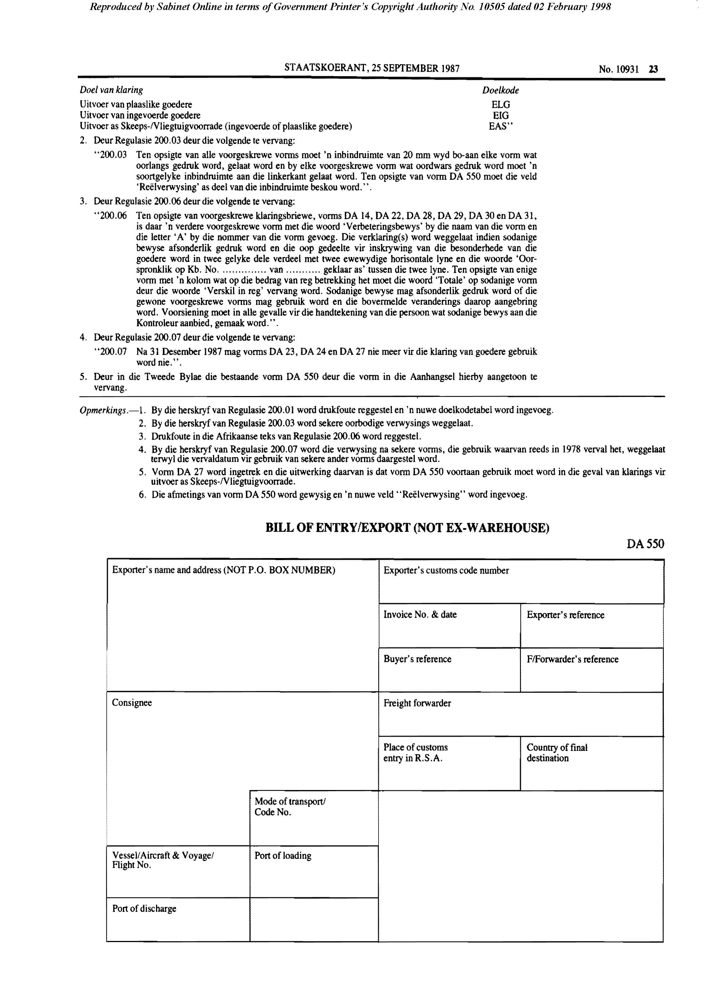 Reproduced by Sabinet Online in terms of Government Printer's Copyright Authority No. 10505 dated 02 February 1998
STAATSKOERANT, 25 SEPTEMBER 1987 No. 10931 23
Doel van klaring Doelkode
Uitvoer van plaaslike goedere ELG
Uitvoer van ingevoerde goedere EIG
Uitvoer as Skeeps-/Vliegtuigvoorrade (ingevoerde of plaaslike goedere) EAS''
2. Deur Regulasie 200.03 deur die volgende te vervang:
“200.03 Ten opsigte van alle voorgeskrewe vorms moet 'n inbindruimte van 20 mm wyd bo-aan elke vorm wat
oorlangs gedruk word, gelaat word en by elke voorgeskrewe vorm wat oordwars gedruk word moet 'n
soortgelyke inbindruimte aan die linkerkant gelaat word. Ten opsigte van vorm DA 550 moet die veld
‘Reëlverwysing’ as deel van die inbindruimte beskou word.”.
3. Deur Regulasie 200.06 deur die volgende te vervang:
“200.06 Ten opsigte van voorgeskrewe klaringsbriewe, vorms DA 14, DA 22, DA 28, DA 29, DA 30 en DA 31,
is daar 'n verdere voorgeskrewe vorm met die woord ‘Verbeteringsbewys’ by die naam van die vorm en
die letter ‘A’ by die nommer van die vorm gevoeg. Die verklaring(s) word weggelaat indien sodanige
bewyse afsonderlik gedruk word en die oop gedeelte vir inskrywing van die besonderhede van die
goedere word in twee gelyke dele verdeel met twee ewewydige horisontale lyne en die woorde ‘Oor-
spronklik op Kb. No. .............. van ........... geklaar as’ tussen die twee lyne. Ten opsigte van enige
vorm met 'n kolom wat op die bedrag van reg betrekking het moet die woord ‘Totale’ op sodanige vorm
deur die woorde ‘Verskil in reg’ vervang word. Sodanige bewyse mag afsonderlik gedruk word of die
gewone voorgeskrewe vorms mag gebruik word en die bovermelde veranderings daarop aangebring
word. Voorsiening moet in alle gevalle vir die handtekening van die persoon wat sodanige bewys aan die
Kontroleur aanbied, gemaak word.”.
4. Deur Regulasie 200.07 deur die volgende te vervang:
“200.07 Na 31 Desember 1987 mag vorms DA 23, DA 24 en DA 27 nie meer vir die klaring van goedere gebruik
word nie.”.
5. Deur in die Tweede Bylae die bestaande vorm DA 550 deur die vorm in die Aanhangsel hierby aangetoon te
vervang.
Opmerkings.—1. By die herskryf van Regulasie 200.01 word drukfoute reggestel en 'n nuwe doelkodetabel word ingevoeg.
2. By die herskryf van Regulasie 200.03 word sekere oorbodige verwysings weggelaat.
3. Drukfoute in die Afrikaanse teks van Regulasie 200.06 word reggestel.
4. By die herskryf van Regulasie 200.07 word die verwysing na sekere vorms, die gebruik waarvan reeds in 1978 verval het, weggelaat
terwyl die vervaldatum vir gebruik van sekere ander vorms daargestel word.
5. Vorm DA 27 word ingetrek en die uitwerking daarvan is dat vorm DA 550 voortaan gebruik moet word in die geval van klarings vir
uitvoer as Skeeps-/Vliegtuigvoorrade.
6. Die afmetings van vorm DA 550 word gewysig en 'n nuwe veld “Reëlverwysing” word ingevoeg.
BILL OF ENTRY/EXPORT (NOT EX-WAREHOUSE)
DA 550
Exporter's name and address (NOT P.O. BOX NUMBER) Exporter's customs code number
Invoice No. & date Exporter's reference
Buyer's reference F/Forwarder's reference
Consignee Freight forwarder
Place of customs Country of final
entry in R.S.A. destination
Mode of transport/
Code No.
Vessel/Aircraft & Voyage/ Port of loading
Flight No.
Port of discharge